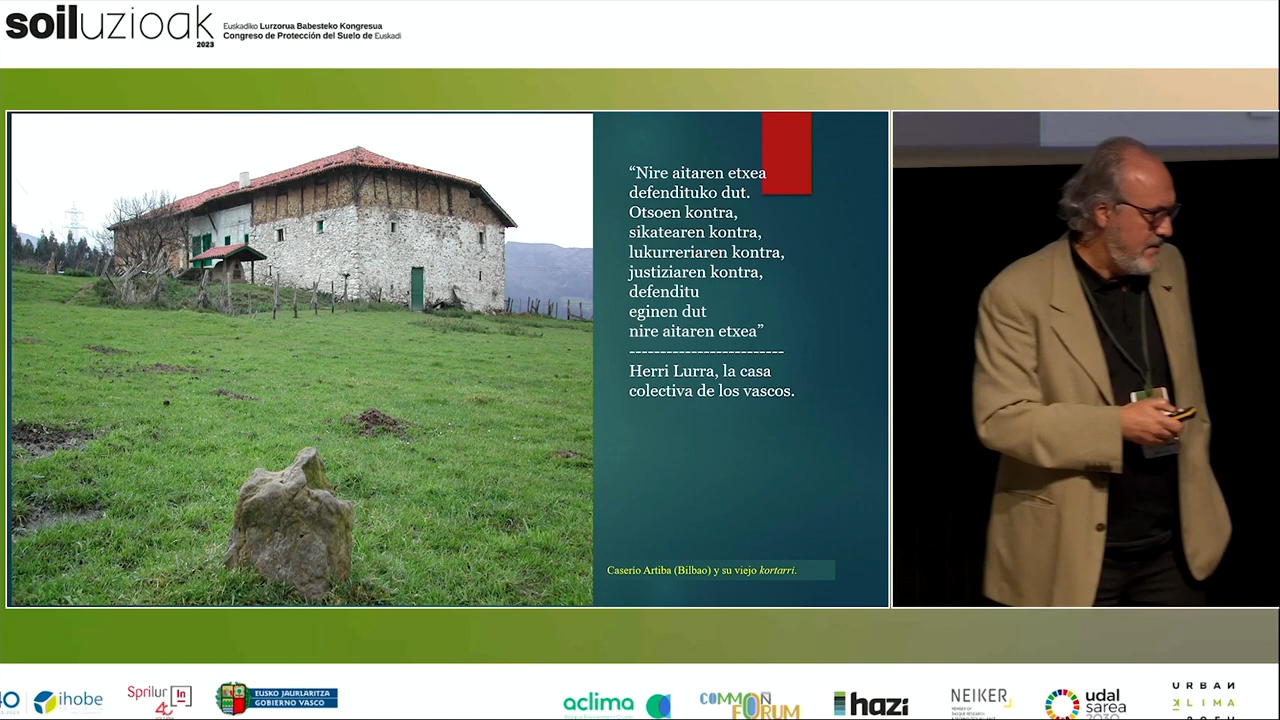 soiluzioak
2023
Euskadiko Lurzorua Babesteko Kongresua
Congreso de Protección del Suelo de Euskadi
“Nire aitaren etxea
defendituko dut.
Otsoen kontra,
sikatearen kontra,
lukurreriaren kontra,
justiziaren kontra,
defenditu
eginen dut
nire aitaren etxea”
-------------------------
Herri Lurra, la casa
colectiva de los vascos.
Caserio Artiba (Bilbao) y su viejo kortarri.
ihobe
Sprilur
In
EUSKO JAURLARITZA
GOBIERNO VASCO
aclima
COMMON
FORUM
hazi
NEIKER
udal
sarea
2030
URBAN
KLIMA